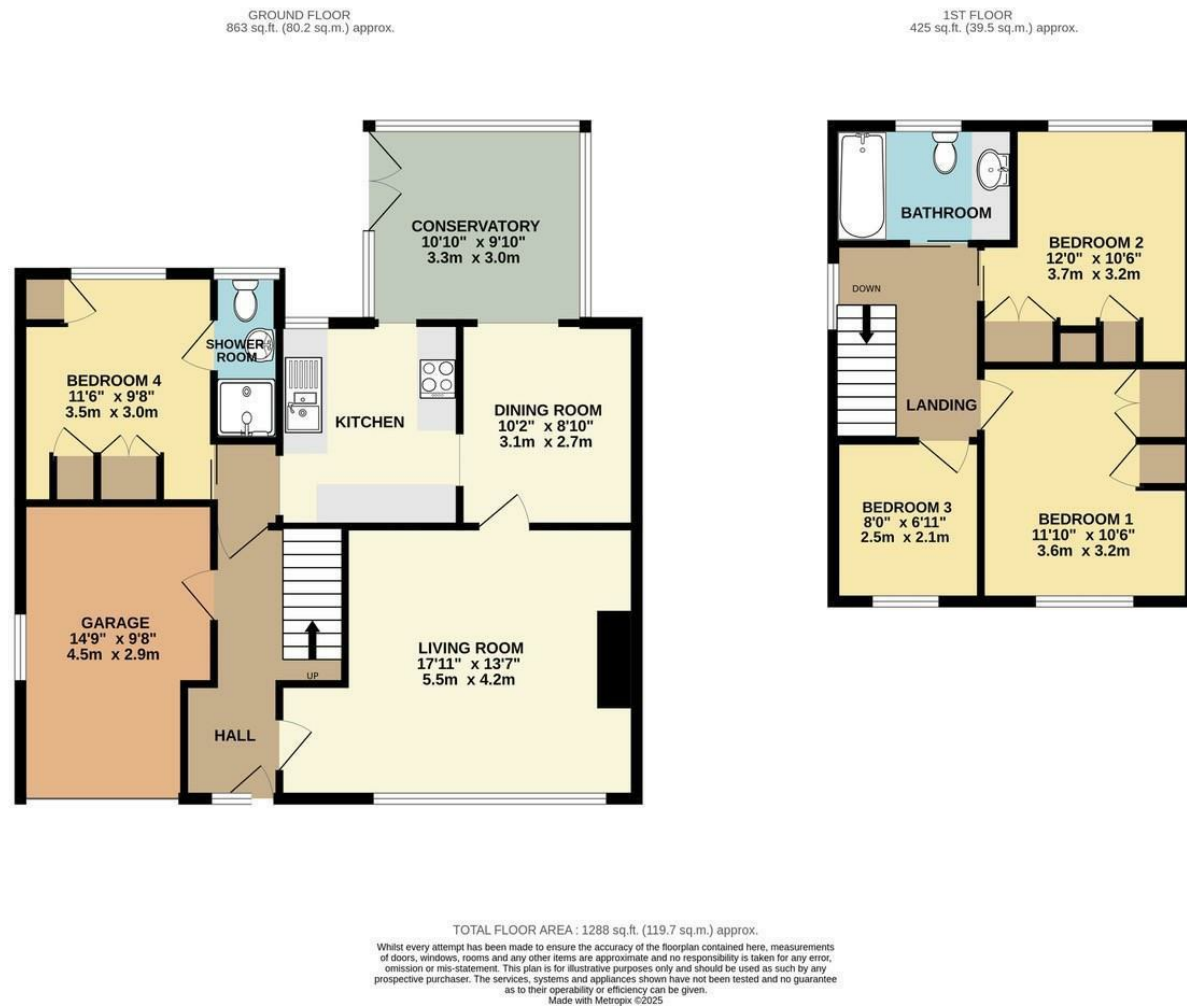 GROUND FLOOR
863 sq.ft. (80.2 sq.m.) approx.
1ST FLOOR
425 sq.ft. (39.5 sq.m.) approx.
CONSERVATORY
10'10" x 9'10"
3.3m x 3.0m
SHOWER
ROOM
BEDROOM 4
11'6" x 9'8"
3.5m x 3.0m
KITCHEN
DINING ROOM
10'2" x 8'10"
3.1m x 2.7m
GARAGE
14'9" x 9'8"
4.5m x 2.9m
LIVING ROOM
17'11" x 13'7"
5.5m x 4.2m
UP
HALL
BATHROOM
BEDROOM 2
12'0" x 10'6"
3.7m x 3.2m
DOWN
LANDING
BEDROOM 3
8'0" x 6'11"
2.5m x 2.1m
BEDROOM 1
11'10" x 10'6"
3.6m x 3.2m
TOTAL FLOOR AREA : 1288 sq.ft. (119.7 sq.m.) approx.
Whilst every attempt has been made to ensure the accuracy of the floorplan contained here, measurements
of doors, windows, rooms and any other items are approximate and no responsibility is taken for any error,
omission or mis-statement. This plan is for illustrative purposes only and should be used as such by any
prospective purchaser. The services, systems and appliances shown have not been tested and no guarantee
as to their operability or efficiency can be given.
Made with Metropix ©2025